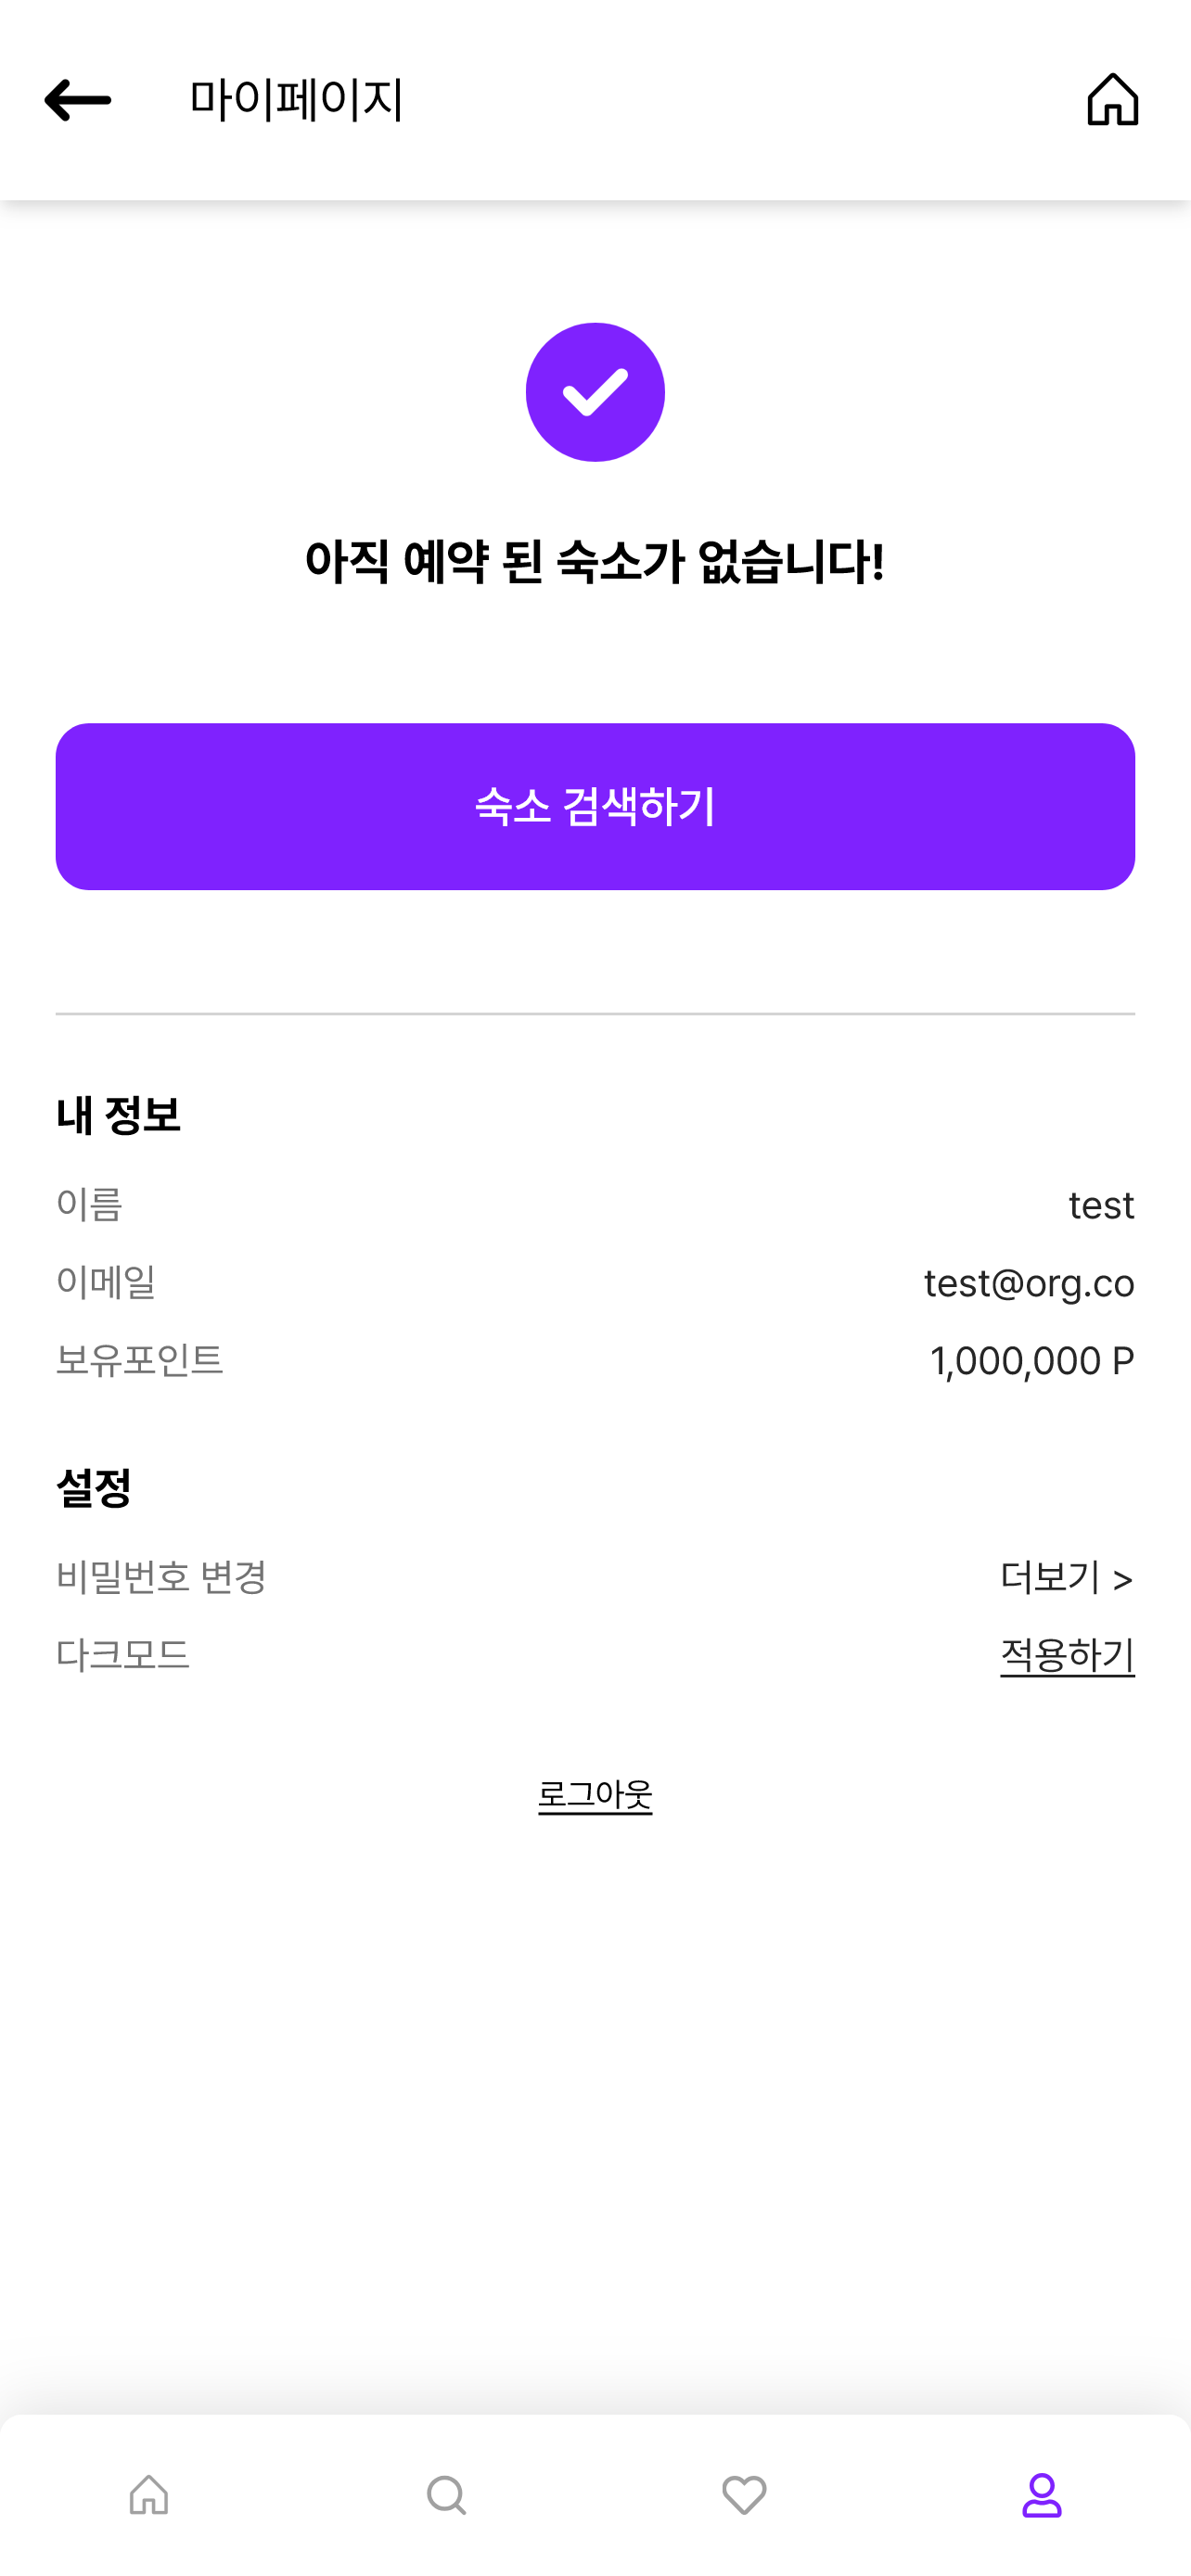 마이페이지
아직 예약 된 숙소가 없습니다!
숙소 검색하기
내 정보
이름 test
이메일 test@org.co
보유포인트 1,000,000 P
설정
비밀번호 변경 더보기 >
다크모드 적용하기
로그아웃